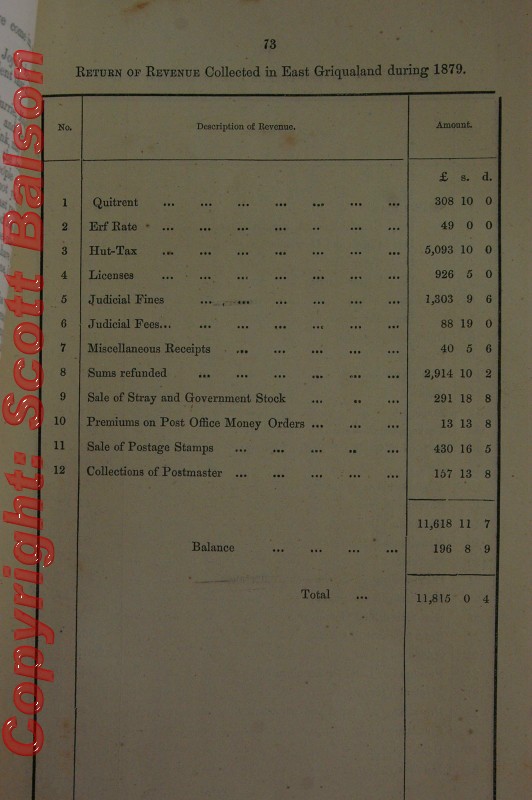 73
RETURN OF REVENUE Collected in East Griqualand during 1879.
No. Description of Revenue. Amount.
£ s. d.
1 Quitrent ... ... ... ... ... ... ... 308 10 0
2 Erf Rate ... ... ... ... .. ... ... 49 0 0
3 Hut-Tax ... ... ... ... ... ... ... 5,093 10 0
4 Licenses ... ... ... ... ... ... ... 926 5 0
5 Judicial Fines ... ... ... ... ... ... 1,303 9 6
6 Judicial Fees... ... ... ... ... ... ... 88 19 0
7 Miscellaneous Receipts ... ... ... ... ... 40 5 6
8 Sums refunded ... ... ... ... ... ... 2,914 10 2
9 Sale of Stray and Government Stock ... .. ... 291 18 8
10 Premiums on Post Office Money Orders ... ... ... 13 13 8
11 Sale of Postage Stamps ... ... ... .. ... 430 16 5
12 Collections of Postmaster ... ... ... ... ... 157 13 8
11,618 11 7
Balance ... ... ... ... 196 8 9
Total ... 11,815 0 4
Copyright: Scott Balson